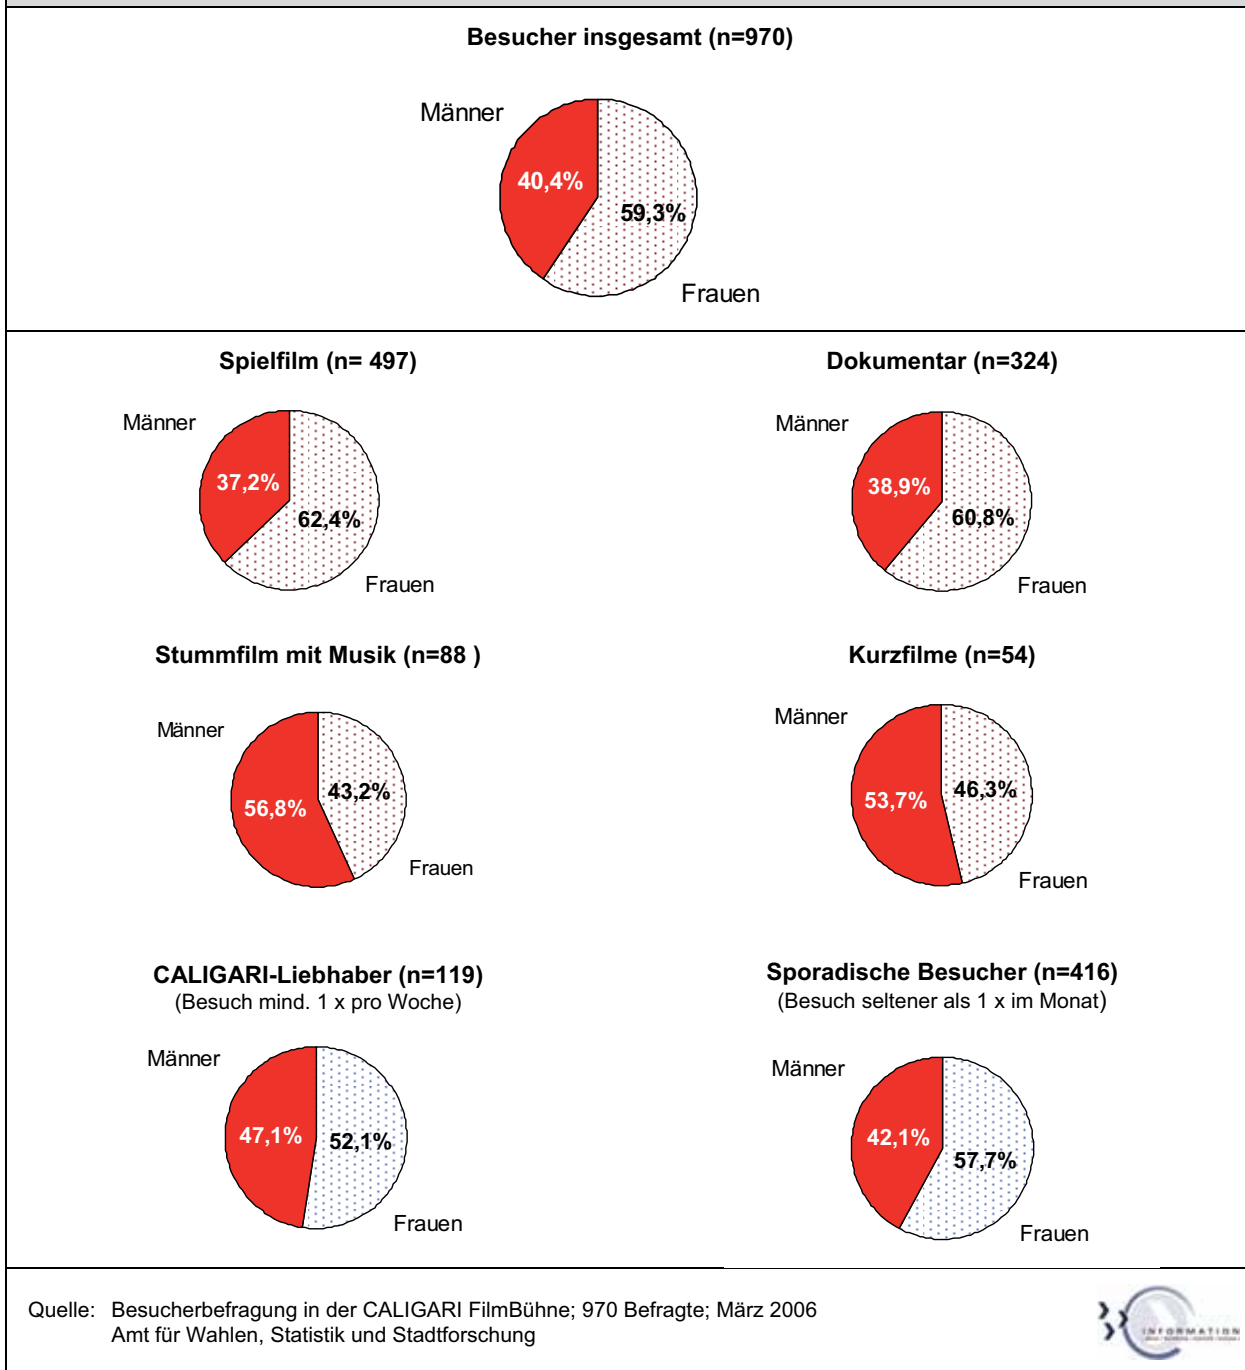 Besucher insgesamt (n=970)
Männer
40,4%
59,3%
Frauen
Spielfilm (n= 497)
Männer
37,2%
62,4%
Frauen
Dokumentar (n=324)
Männer
38,9%
60,8%
Frauen
Stummfilm mit Musik (n=88 )
Männer
56,8%
43,2%
Frauen
Kurzfilme (n=54)
Männer
53,7%
46,3%
Frauen
CALIGARI-Liebhaber (n=119)
(Besuch mind. 1 x pro Woche)
Männer
47,1%
52,1%
Frauen
Sporadische Besucher (n=416)
(Besuch seltener als 1 x im Monat)
Männer
42,1%
57,7%
Frauen
Quelle: Besucherbefragung in der CALIGARI FilmBühne; 970 Befragte; März 2006
Amt für Wahlen, Statistik und Stadtforschung
INFORMATION